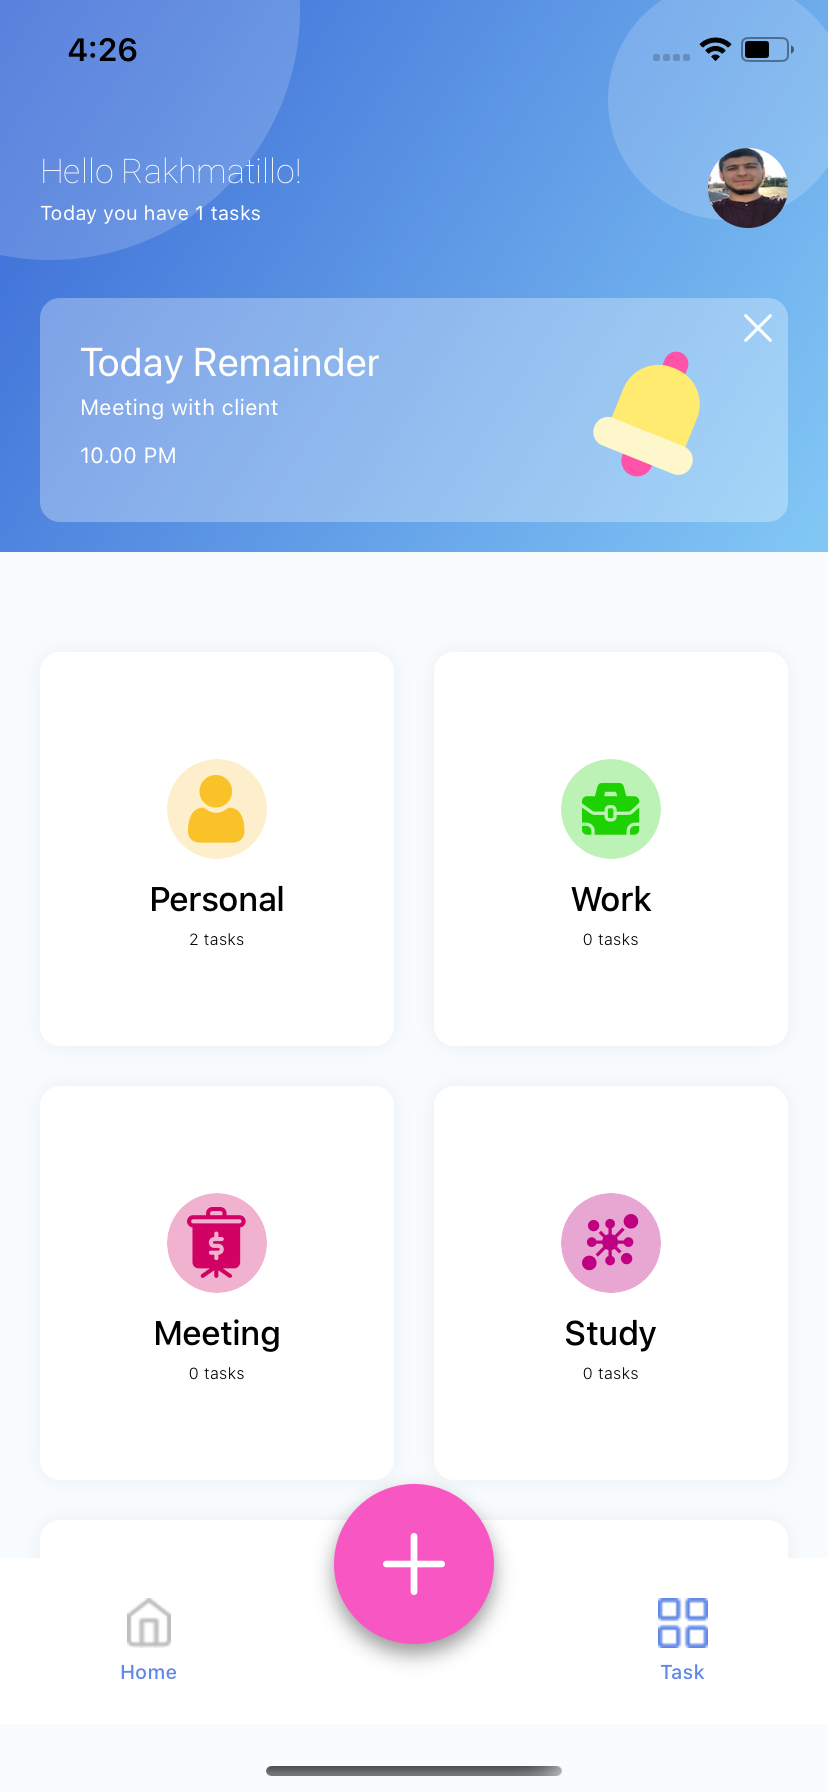 4:26
Hello Rakhmatillo!
Today you have 1 tasks
Today Remainder
Meeting with client
10.00 PM
Personal
2 tasks
Work
0 tasks
Meeting
0 tasks
Study
0 tasks
Home
Task